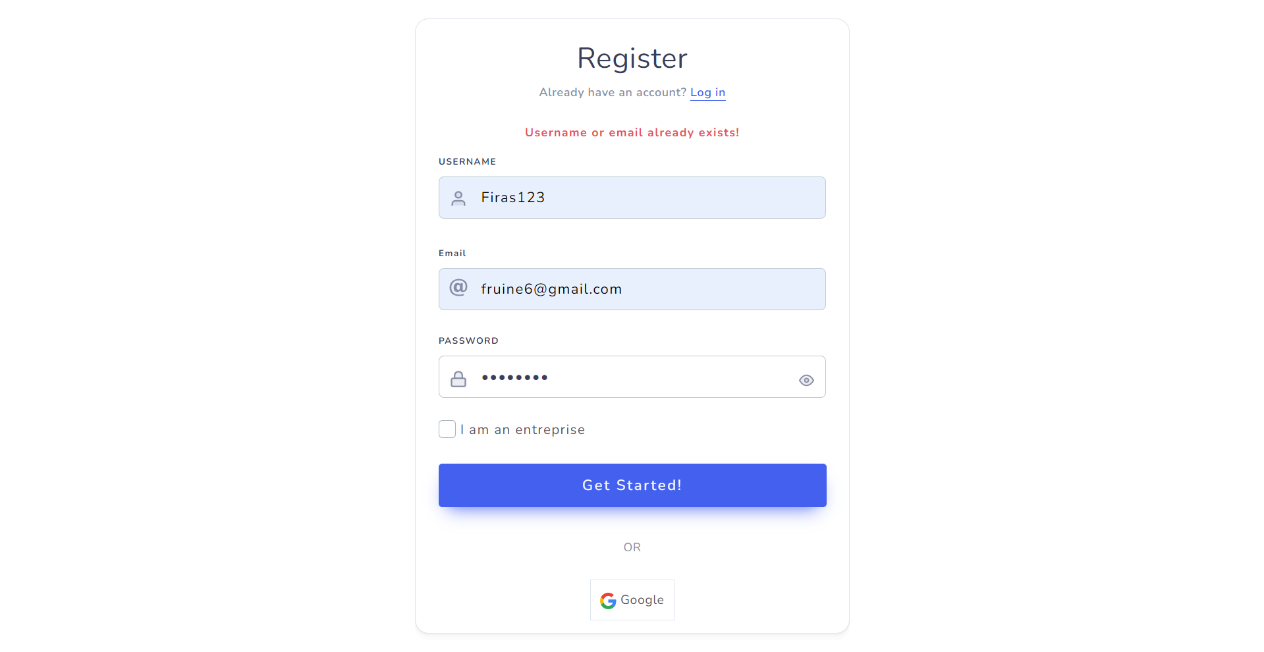 Register
Already have an account? Log in
Username or email already exists!
USERNAME
Firas123
Email
@ fruine6@gmail.com
PASSWORD
••••••••
I am an entreprise
Get Started!
OR
Google